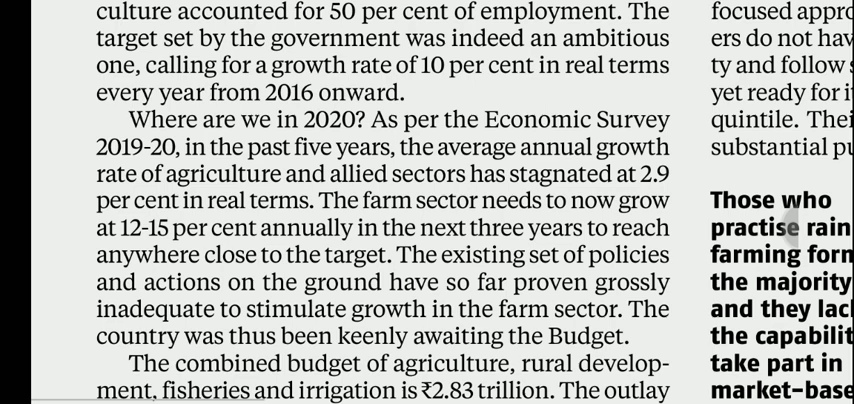 culture accounted for 50 per cent of employment. The
target set by the government was indeed an ambitious
one, calling for a growth rate of 10 per cent in real terms
every year from 2016 onward.
Where are we in 2020? As per the Economic Survey
2019-20, in the past five years, the average annual growth
rate of agriculture and allied sectors has stagnated at 2.9
per cent in real terms. The farm sector needs to now grow
at 12-15 per cent annually in the next three years to reach
anywhere close to the target. The existing set of policies
and actions on the ground have so far proven grossly
inadequate to stimulate growth in the farm sector. The
country was thus been keenly awaiting the Budget.
The combined budget of agriculture, rural develop-
ment, fisheries and irrigation is ₹2.83 trillion. The outlay
focused appro
ers do not hav
ty and follow
yet ready for i
quintile. Thei
substantial pu
Those who
practise rain
farming form
the majority
and they lac
the capabilit
take part in
market-base